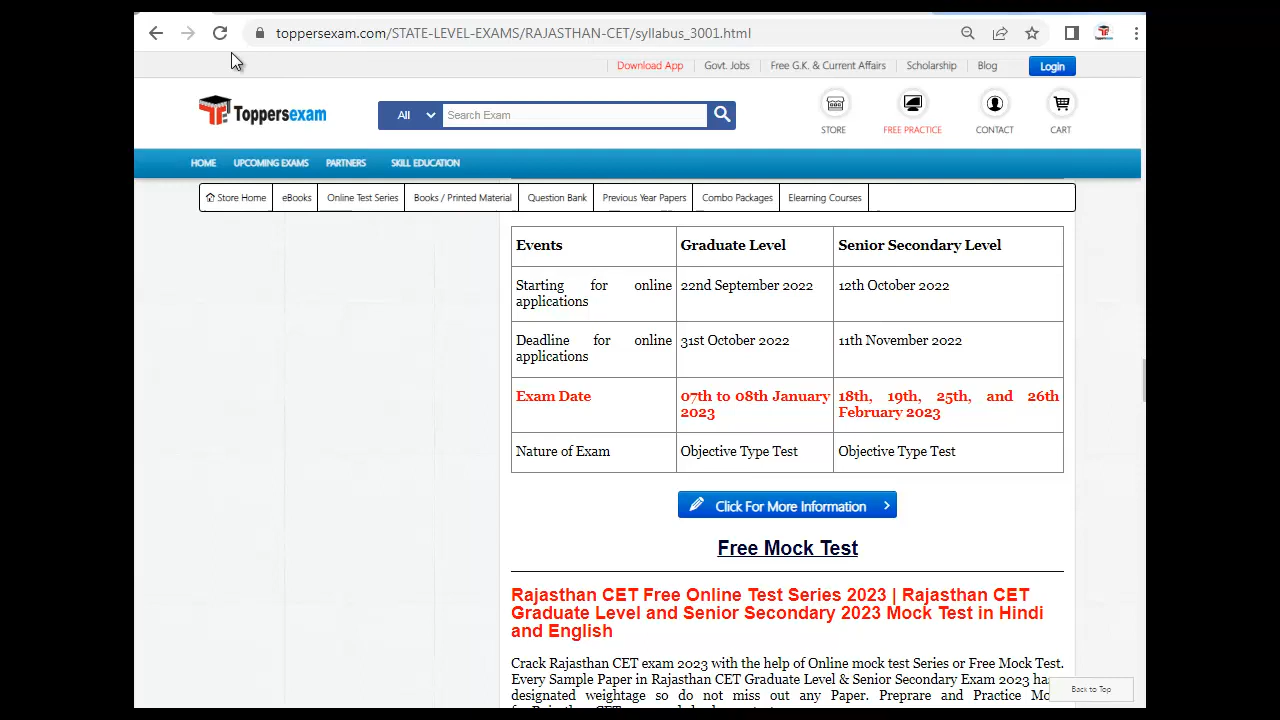 toppersexam.com/STATE-LEVEL-EXAMS/RAJASTHAN-CET/syllabus_3001.html
Download App Govt. Jobs Free G.K. & Current Affairs Scholarship Blog Login
Toppersexam All Search Exam
STORE FREE PRACTICE CONTACT CART
HOME UPCOMING EXAMS PARTNERS SKILL EDUCATION
Store Home eBooks Online Test Series Books / Printed Material Question Bank Previous Year Papers Combo Packages Elearning Courses
Events Graduate Level Senior Secondary Level
Starting for online 22nd September 2022 12th October 2022
applications
Deadline for online 31st October 2022 11th November 2022
applications
Exam Date 07th to 08th January 18th, 19th, 25th, and 26th
2023 February 2023
Nature of Exam Objective Type Test Objective Type Test
Click For More Information
Free Mock Test
Rajasthan CET Free Online Test Series 2023 | Rajasthan CET
Graduate Level and Senior Secondary 2023 Mock Test in Hindi
and English
Crack Rajasthan CET exam 2023 with the help of Online mock test Series or Free Mock Test.
Every Sample Paper in Rajasthan CET Graduate Level & Senior Secondary Exam 2023 ha
designated weightage so do not miss out any Paper. Preprare and Practice Mo
Back to Top